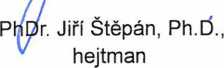 PhDr. Jiří Štěpán, Ph.D.,
hejtman